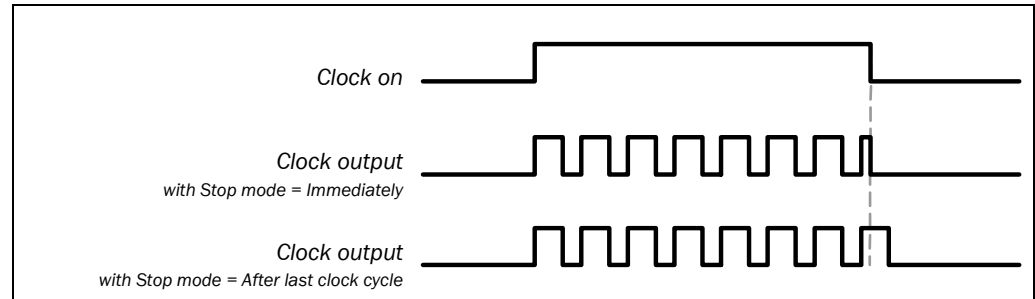 Clock on
Clock output
with Stop mode = Immediately
Clock output
with Stop mode = After last clock cycle